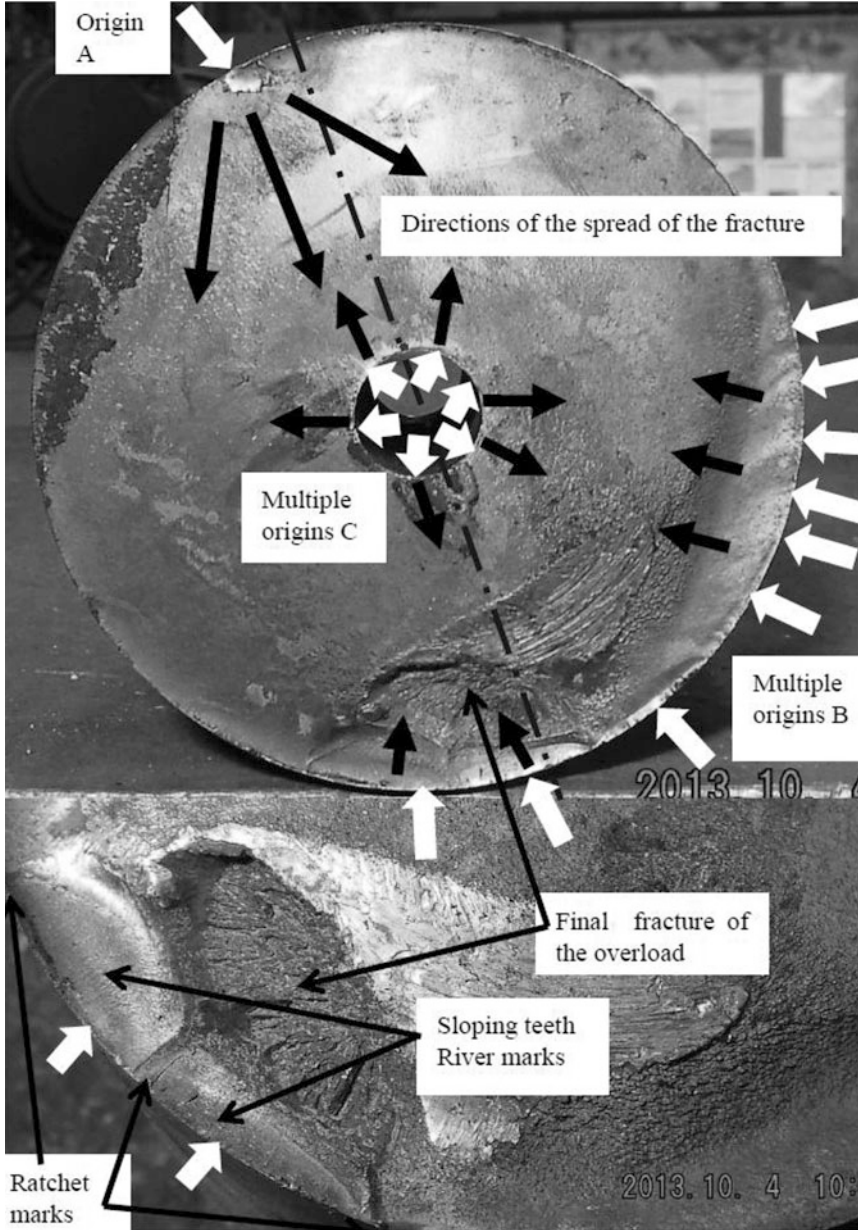 Origin
A
Directions of the spread of the fracture
Multiple
origins C
Multiple
origins B
2013.10.
Final fracture of
the overload
Sloping teeth
River marks
Ratchet
marks
2013.10. 4 10: